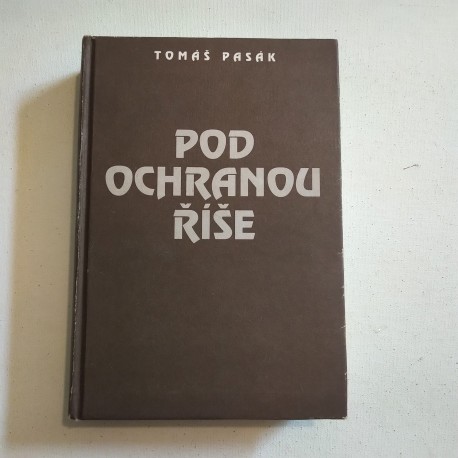 TOMÁŠ PASÁK
POD
OCHRANOU
ŘÍŠE